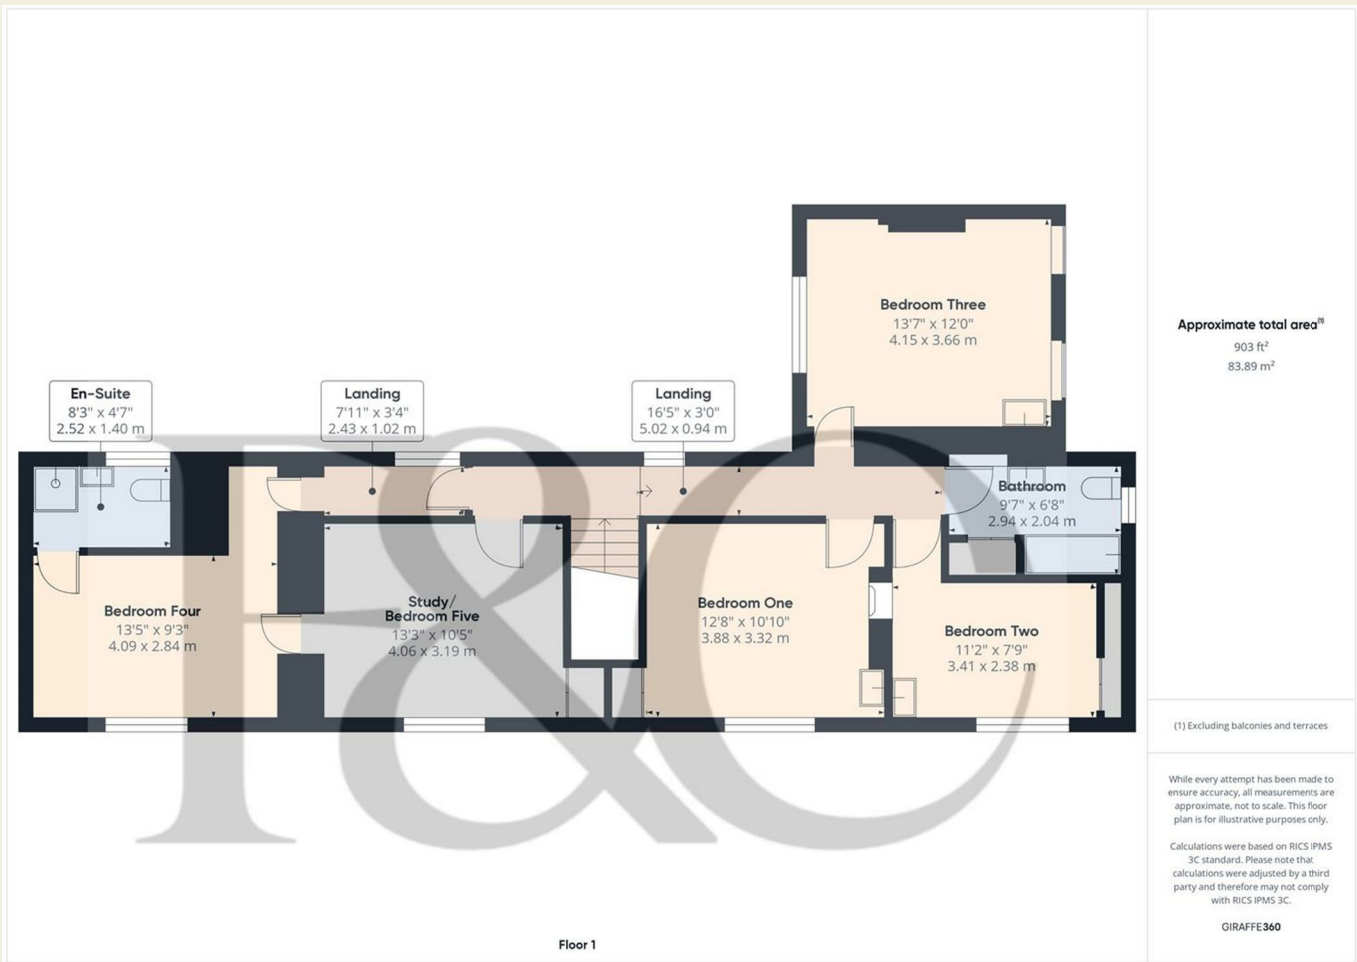 Bedroom Three
13'7" x 12'0"
4.15 x 3.66 m
En-Suite
8'3" x 4'7"
2.52 x 1.40 m
Landing
7'11" x 3'4"
2.43 x 1.02 m
Landing
16'5" x 3'0"
5.02 x 0.94 m
Bathroom
9'7" x 6'8"
2.94 x 2.04 m
Bedroom Four
13'5" x 9'3"
4.09 x 2.84 m
Study/
Bedroom Five
13'3" x 10'5"
4.06 x 3.19 m
Bedroom One
12'8" x 10'10"
3.88 x 3.32 m
Bedroom Two
11'2" x 7'9"
3.41 x 2.38 m
F&C
Floor 1
Approximate total area(1)
903 ft²
83.89 m²
(1) Excluding balconies and terraces
While every attempt has been made to
ensure accuracy, all measurements are
approximate, not to scale. This floor
plan is for illustrative purposes only.
Calculations were based on RICS IPMS
3C standard. Please note that
calculations were adjusted by a third
party and therefore may not comply
with RICS IPMS 3C.
GIRAFFE360